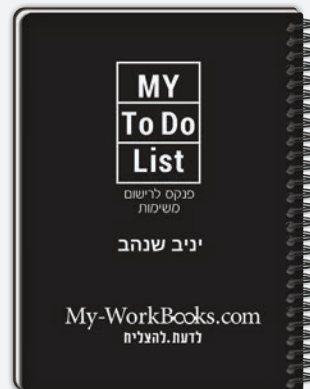 MY
To Do
List
פנקס לרישום
משימות
יניב שנהב
My-WorkBooks.com
לדעת.להצליח